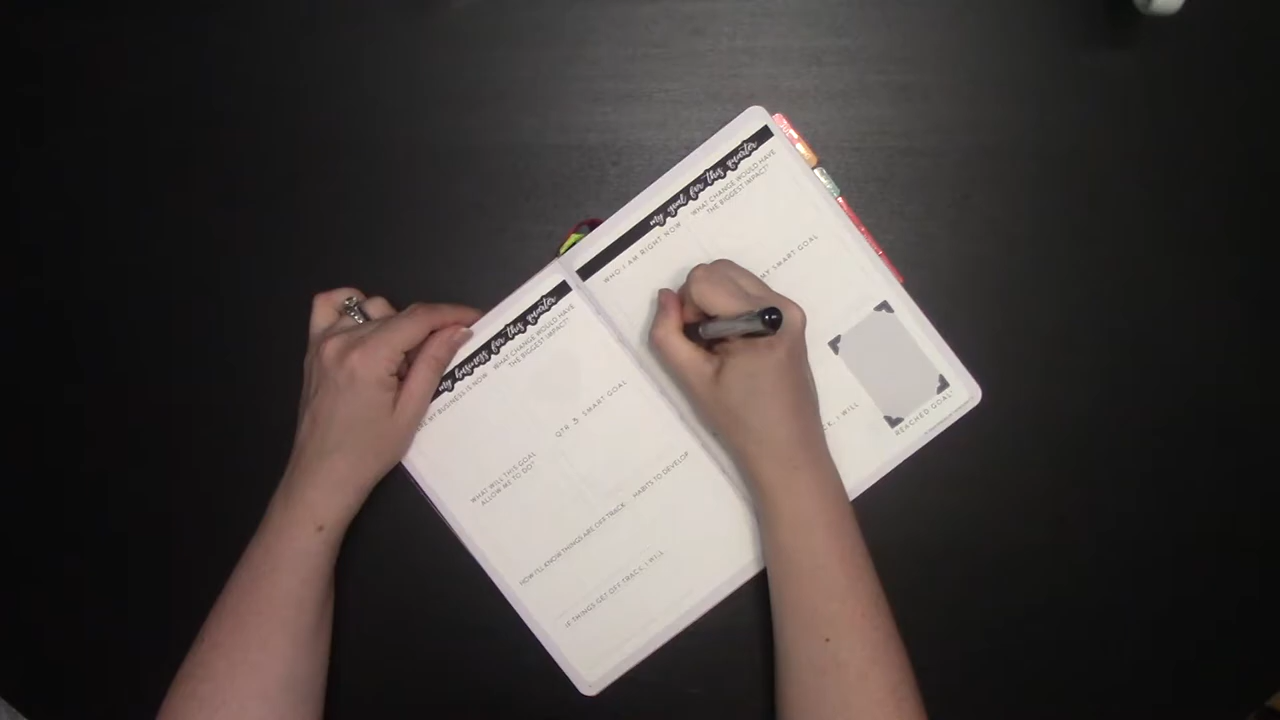 my business for this quarter
MY BUSINESS IS NOW
WHAT CHANGE WOULD HAVE
THE BIGGEST IMPACT?
QTR 3 SMART GOAL
WHAT WILL THIS GOAL
ALLOW ME TO DO?
HABITS TO DEVELOP
HOW I'LL KNOW THINGS ARE OFF TRACK
IF THINGS GET OFF TRACK, I WILL
my goal for this quarter
WHO I AM RIGHT NOW
WHAT CHANGE WOULD HAVE
THE BIGGEST IMPACT?
MY SMART GOAL
I WILL
REACHED GOAL